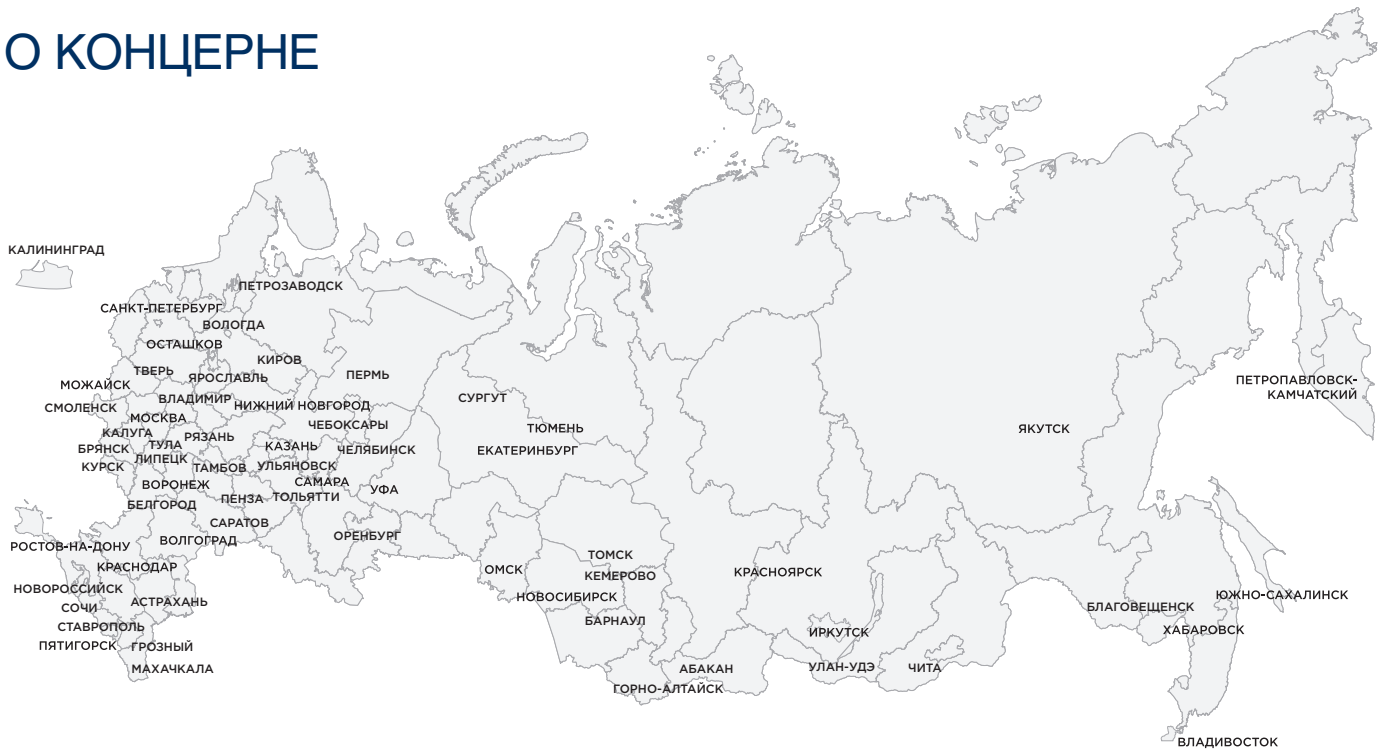 О КОНЦЕРНЕ
КАЛИНИНГРАД
ПЕТРОЗАВОДСК
САНКТ-ПЕТЕРБУРГ
ВОЛОГДА
ОСТАШКОВ
КИРОВ
ТВЕРЬ
ЯРОСЛАВЛЬ
ПЕРМЬ
МОЖАЙСК
ПЕТРОПАВЛОВСК-
КАМЧАТСКИЙ
СУРГУТ
ВЛАДИМИР
НИЖНИЙ НОВГОРОД
СМОЛЕНСК
МОСКВА
ЧЕБОКСАРЫ
ТЮМЕНЬ
ЯКУТСК
КАЛУГА
РЯЗАНЬ
БРЯНСК
ТУЛА
КАЗАНЬ
ЧЕЛЯБИНСК
ЕКАТЕРИНБУРГ
ЛИПЕЦК
КУРСК
ТАМБОВ
УЛЬЯНОВСК
САМАРА
ВОРОНЕЖ
УФА
ПЕНЗА
ТОЛЬЯТТИ
БЕЛГОРОД
САРАТОВ
ОРЕНБУРГ
ВОЛГОГРАД
РОСТОВ-НА-ДОНУ
ТОМСК
КРАСНОДАР
ОМСК
КЕМЕРОВО
КРАСНОЯРСК
НОВОРОССИЙСК
НОВОСИБИРСК
ЮЖНО-САХАЛИНСК
АСТРАХАНЬ
СОЧИ
БЛАГОВЕЩЕНСК
БАРНАУЛ
СТАВРОПОЛЬ
ИРКУТСК
ХАБАРОВСК
ПЯТИГОРСК
ГРОЗНЫЙ
МАХАЧКАЛА
АБАКАН
УЛАН-УДЭ
ЧИТА
ГОРНО-АЛТАЙСК
ВЛАДИВОСТОК